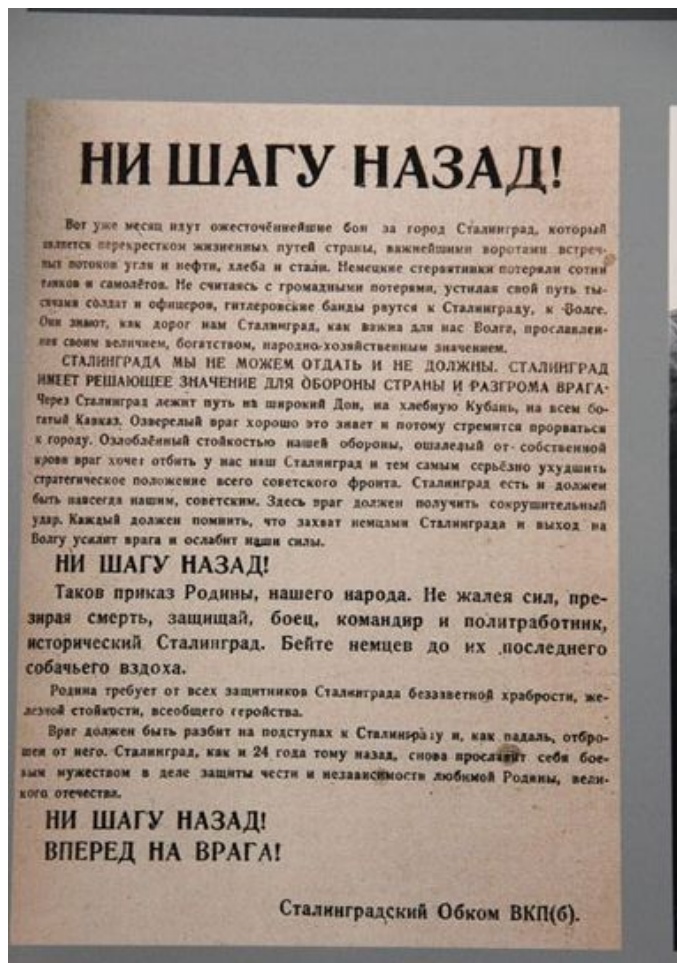 НИ ШАГУ НАЗАД!
Вот уже месяц идут ожесточённейшие бои за город Сталинград, который
является перекрестком жизненных путей страны, важнейшими воротами встреч-
ных потоков угля и нефти, хлеба и стали. Немецкие стервятники потеряли сотни
танков и самолётов. Не считаясь с громадными потерями, устилая свой путь ты-
сячами солдат и офицеров, гитлеровские банды рвутся к Сталинграду, к Волге.
Они знают, как дорог нам Сталинград, как важна для нас Волга, прославлен-
ная своим величием, богатством, народно-хозяйственным значением.
СТАЛИНГРАДА МЫ НЕ МОЖЕМ ОТДАТЬ И НЕ ДОЛЖНЫ. СТАЛИНГРАД
ИМЕЕТ РЕШАЮЩЕЕ ЗНАЧЕНИЕ ДЛЯ ОБОРОНЫ СТРАНЫ И РАЗГРОМА ВРАГА.
Через Сталинград лежит путь на широкий Дон, на хлебную Кубань, на всем бо-
гатый Кавказ. Озверелый враг хорошо это знает и потому стремится прорваться
к городу. Озлоблённый стойкостью нашей обороны, ошалелый от собственной
крови враг хочет отбить у нас наш Сталинград и тем самым серьёзно ухудшить
стратегическое положение всего советского фронта. Сталинград есть и должен
быть навсегда нашим, советским. Здесь враг должен получить сокрушительный
удар. Каждый должен помнить, что захват немцами Сталинграда и выход на
Волгу усилит врага и ослабит наши силы.
НИ ШАГУ НАЗАД!
Таков приказ Родины, нашего народа. Не жалея сил, пре-
зирая смерть, защищай, боец, командир и политработник,
исторический Сталинград. Бейте немцев до их последнего
собачьего вздоха.
Родина требует от всех защитников Сталинграда беззаветной храбрости, же-
лезной стойкости, всеобщего геройства.
Враг должен быть разбит на подступах к Сталинграду и, как падаль, отбро-
шен от него. Сталинград, как и 24 года тому назад, снова прославит себя бое-
вым мужеством в деле защиты чести и независимости любимой Родины, вели-
кого отечества.
НИ ШАГУ НАЗАД!
ВПЕРЕД НА ВРАГА!
Сталинградский Обком ВКП(б).